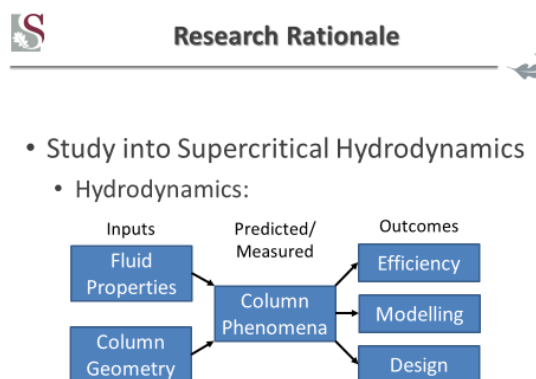 Research Rationale
• Study into Supercritical Hydrodynamics
• Hydrodynamics:
Inputs
Predicted/
Measured
Outcomes
Fluid
Properties
Column
Geometry
Column
Phenomena
Efficiency
Modelling
Design